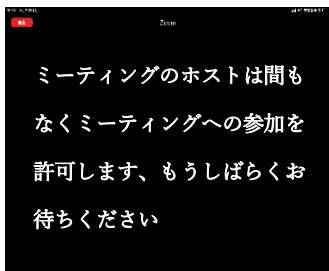 Zoom
ミーティングのホストは間も
なくミーティングへの参加を
許可します、もうしばらくお
待ちください